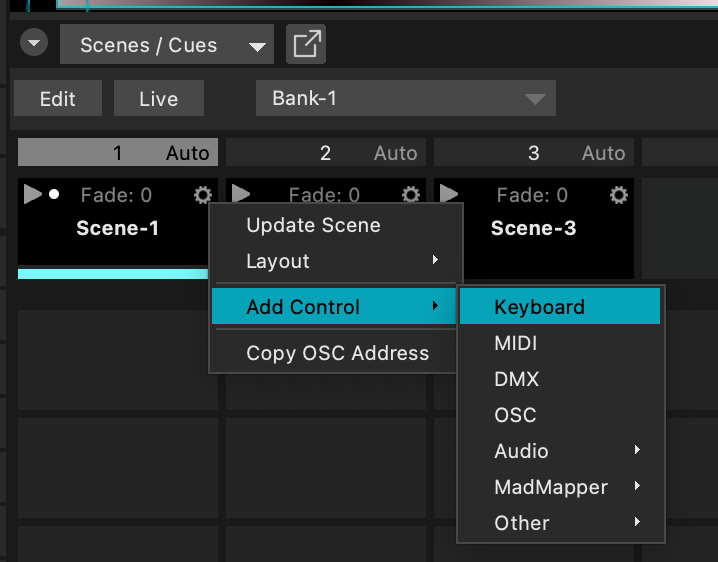 Scenes / Cues
Edit
Live
Bank-1
1 Auto
2 Auto
3 Auto
Fade: 0
Fade: 0
Fade: 0
Scene-1
Scene-3
Update Scene
Layout
Add Control
Copy OSC Address
Keyboard
MIDI
DMX
OSC
Audio
MadMapper
Other